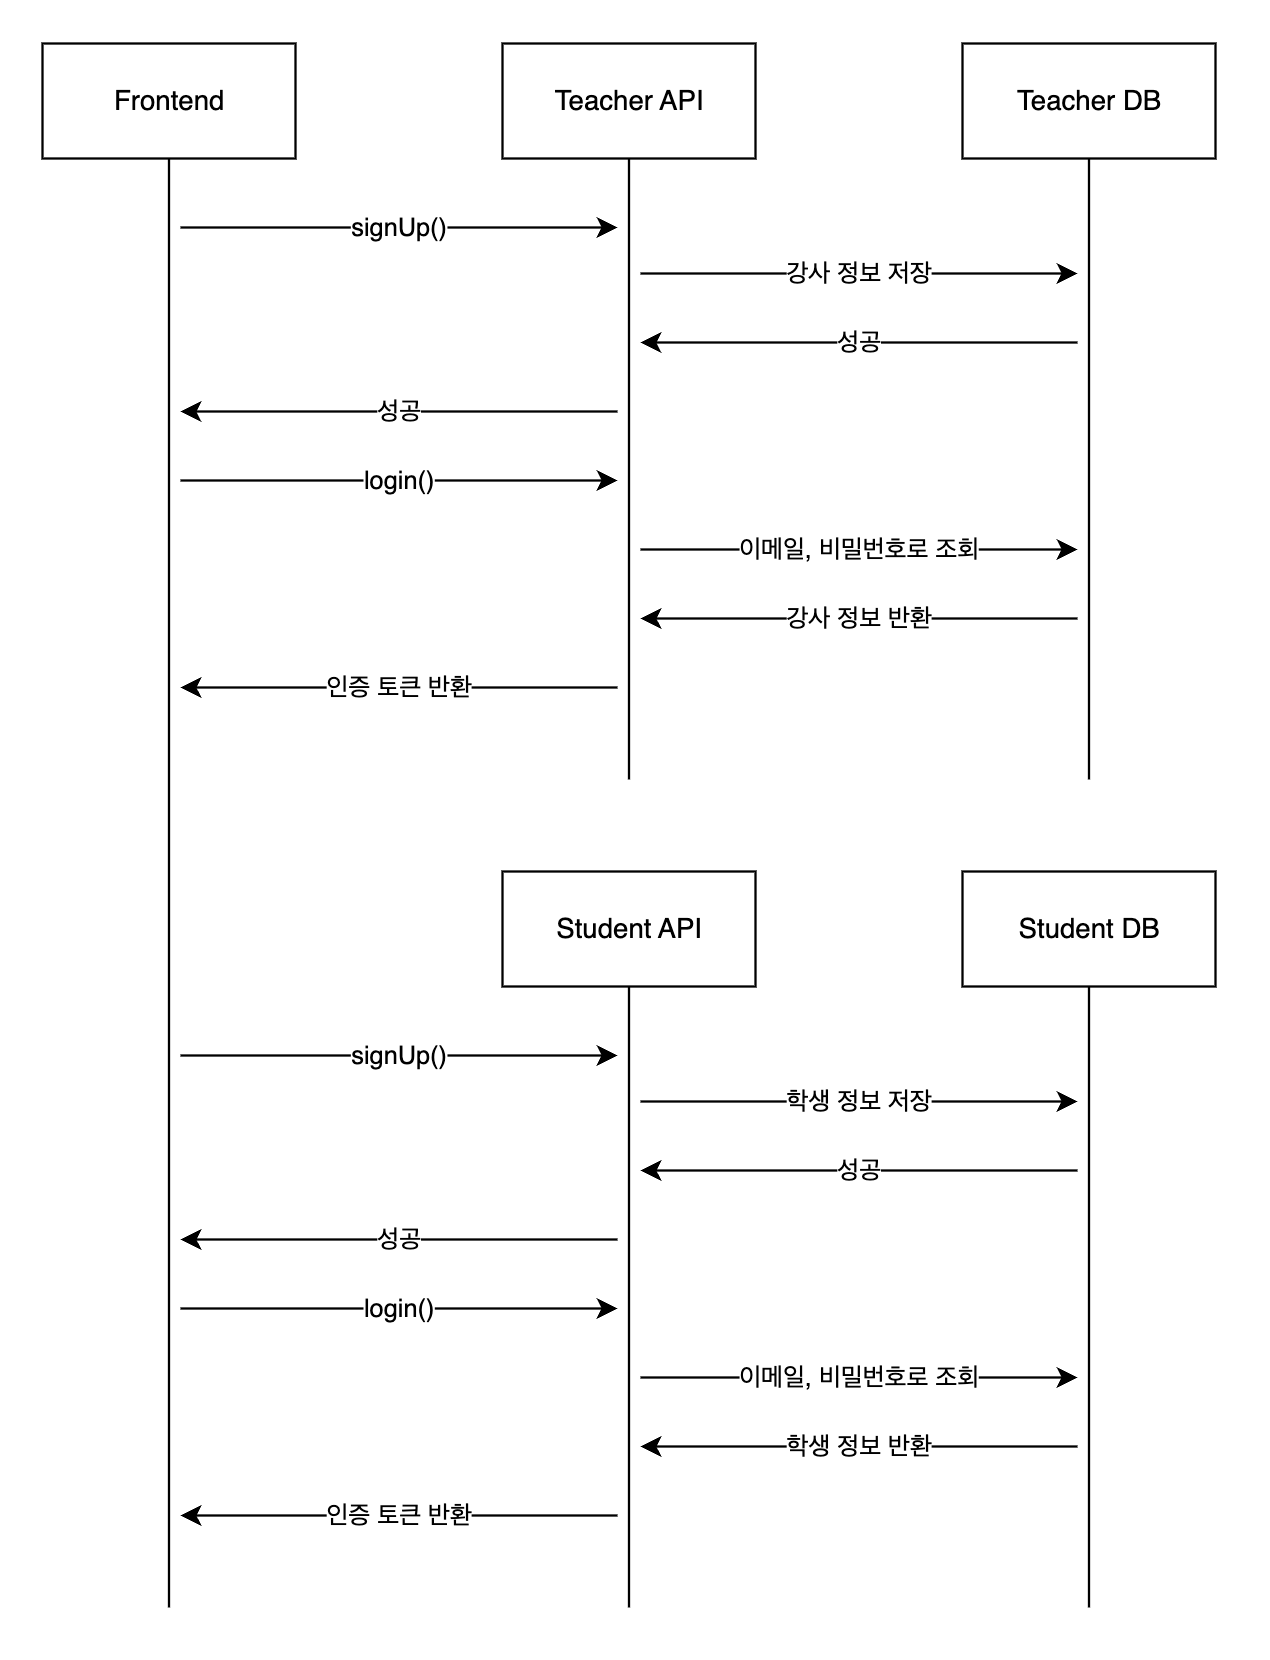 Frontend
Teacher API
Teacher DB
signUp()
강사 정보 저장
성공
성공
login()
이메일, 비밀번호로 조회
강사 정보 반환
인증 토큰 반환
Student API
Student DB
signUp()
학생 정보 저장
성공
성공
login()
이메일, 비밀번호로 조회
학생 정보 반환
인증 토큰 반환